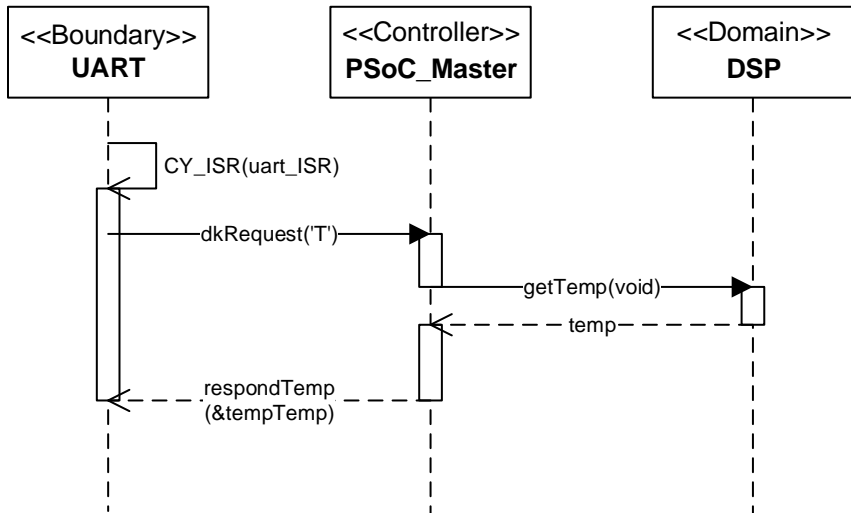 <<Boundary>>
UART
<<Controller>>
PSoC_Master
<<Domain>>
DSP
CY_ISR(uart_ISR)
dkRequest('T')
getTemp(void)
temp
respondTemp
(&tempTemp)